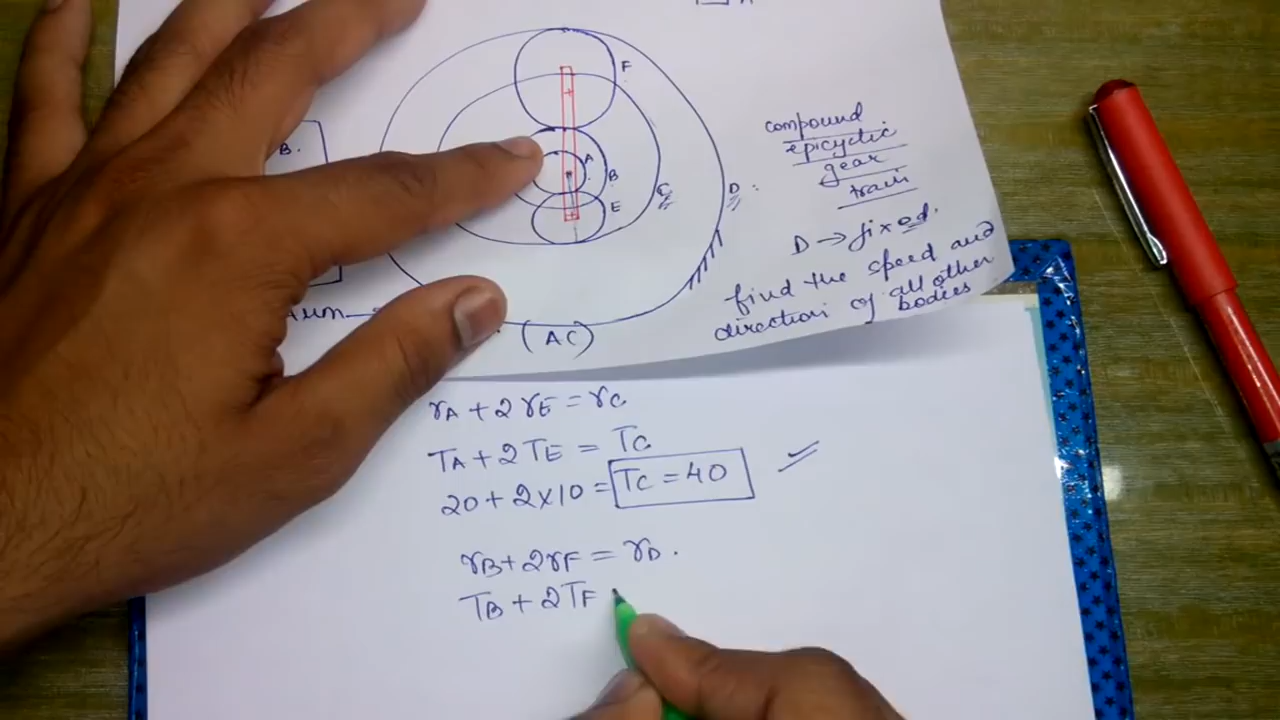 F
B.
A
B
E
C
D
compound
epicyclic
gear
train
D → fixed.
find the speed and
direction of all other
bodies
Arm
(AC)
rA + 2rE = rC
TA + 2TE = TC
20 + 2×10 = TC = 40
rB + 2rF = rD.
TB + 2TF